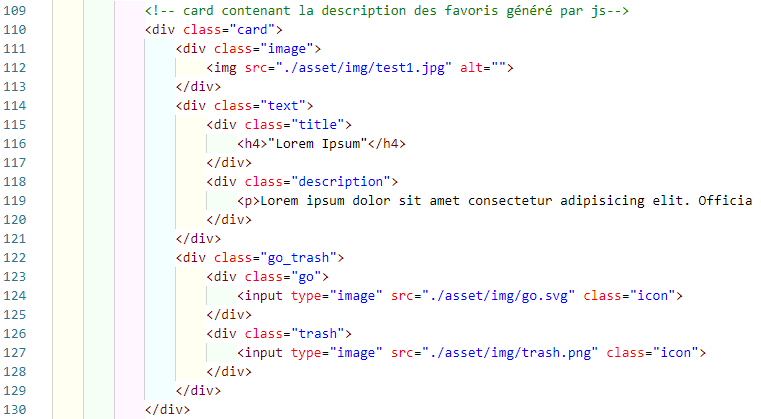 109 <!-- card contenant la description des favoris généré par js-->
110 <div class="card">
111 <div class="image">
112 <img src="./asset/img/test1.jpg" alt="">
113 </div>
114 <div class="text">
115 <div class="title">
116 <h4>"Lorem Ipsum"</h4>
117 </div>
118 <div class="description">
119 <p>Lorem ipsum dolor sit amet consectetur adipisicing elit. Officia
120 </div>
121 </div>
122 <div class="go_trash">
123 <div class="go">
124 <input type="image" src="./asset/img/go.svg" class="icon">
125 </div>
126 <div class="trash">
127 <input type="image" src="./asset/img/trash.png" class="icon">
128 </div>
129 </div>
130 </div>